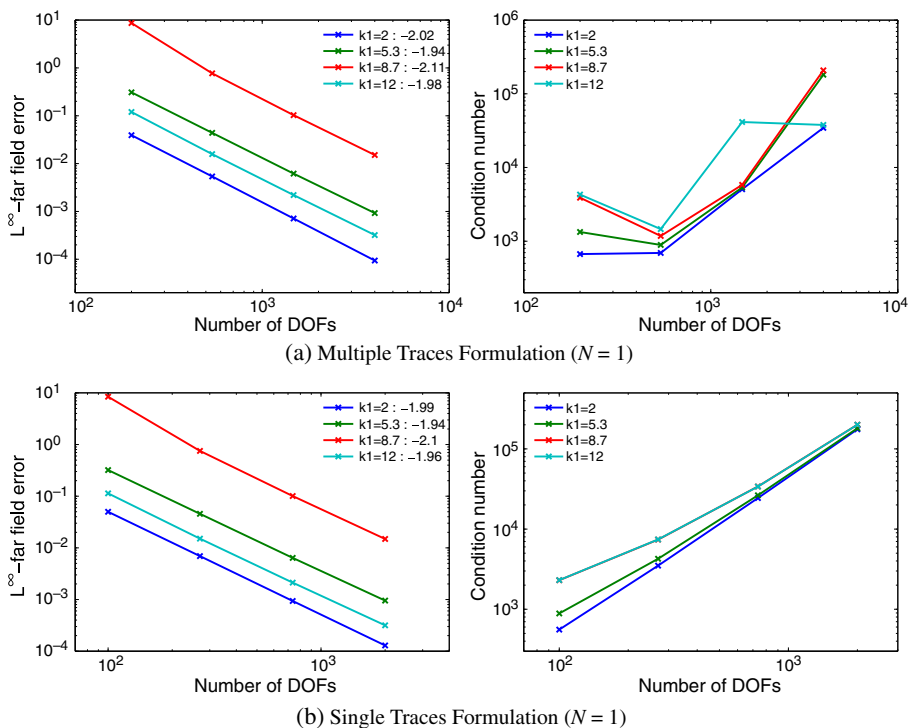 10^1
10^0
10^−1
10^−2
10^−3
10^−4
L^∞−far field error
k1=2 : −2.02
k1=5.3 : −1.94
k1=8.7 : −2.11
k1=12 : −1.98
10^2
10^3
10^4
Number of DOFs
10^6
10^5
10^4
10^3
Condition number
k1=2
k1=5.3
k1=8.7
k1=12
10^2
10^3
10^4
Number of DOFs
(a) Multiple Traces Formulation (N = 1)
10^1
10^0
10^−1
10^−2
10^−3
10^−4
L^∞−far field error
k1=2 : −1.99
k1=5.3 : −1.94
k1=8.7 : −2.1
k1=12 : −1.96
10^2
10^3
Number of DOFs
10^5
10^4
10^3
Condition number
k1=2
k1=5.3
k1=8.7
k1=12
10^2
10^3
Number of DOFs
(b) Single Traces Formulation (N = 1)